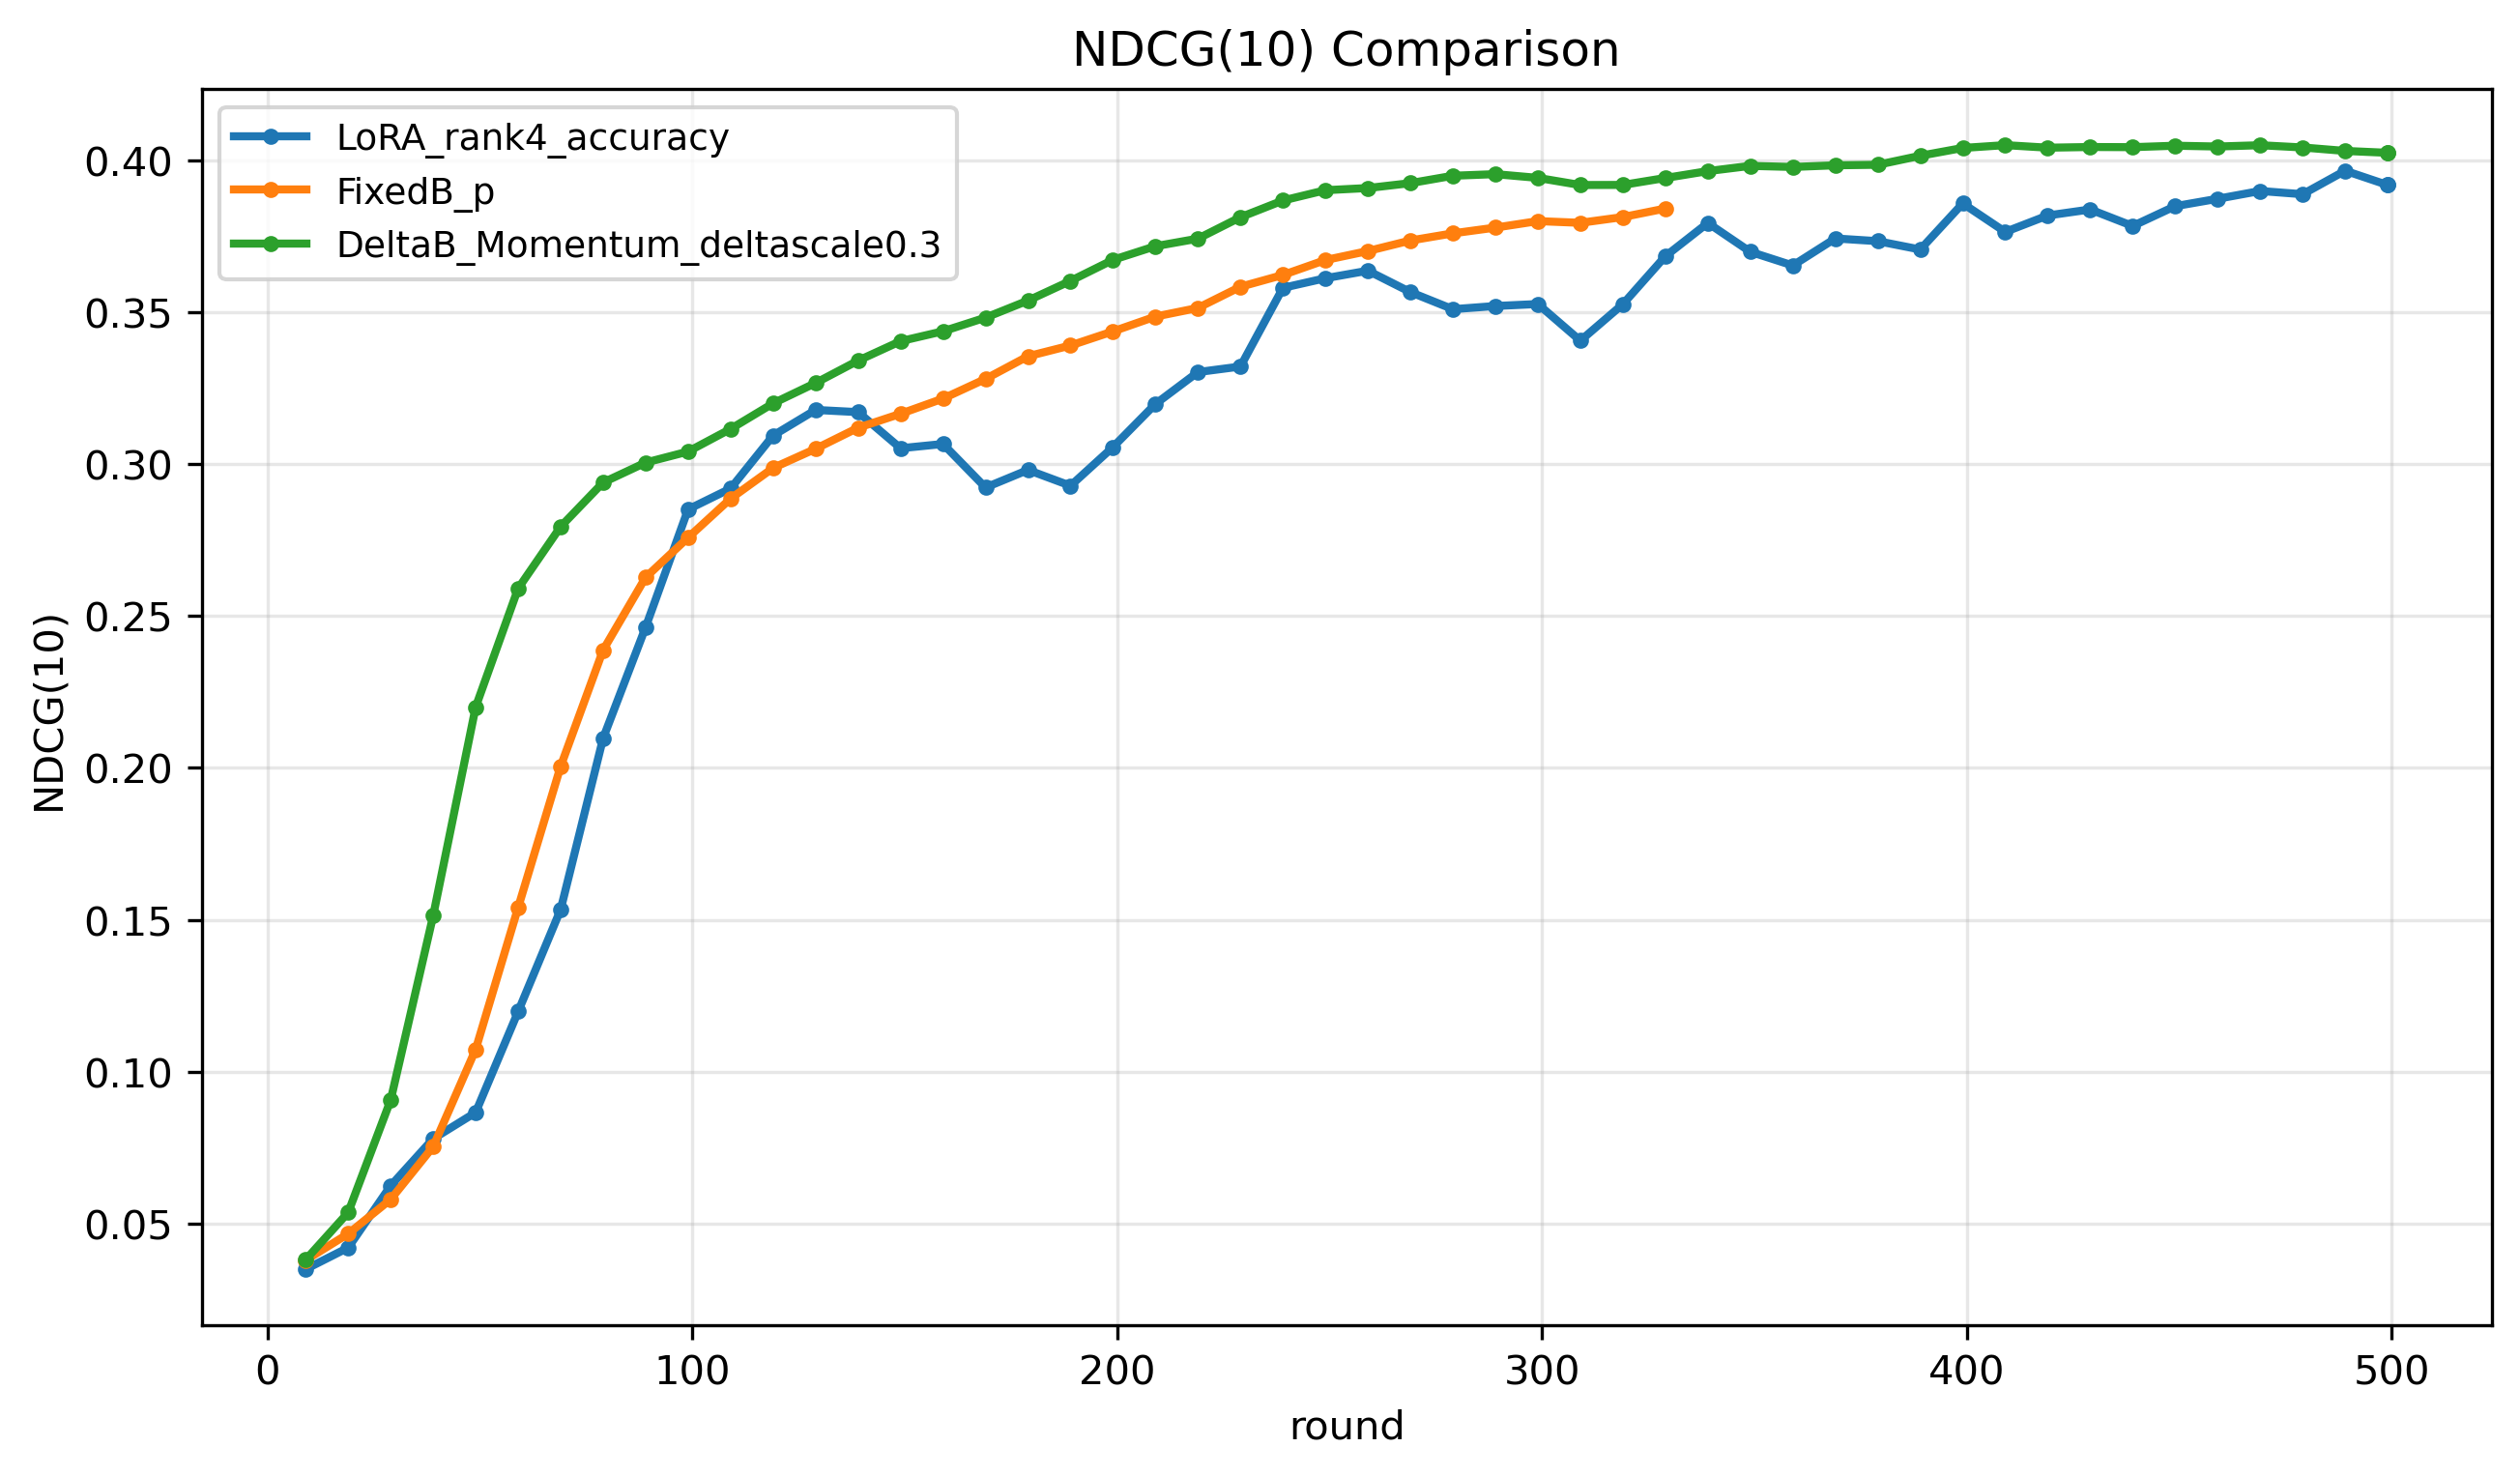 NDCG(10) Comparison
LoRA_rank4_accuracy
FixedB_p
DeltaB_Momentum_deltascale0.3
NDCG(10)
0.40
0.35
0.30
0.25
0.20
0.15
0.10
0.05
0 100 200 300 400 500
round